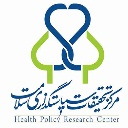 مرکز تحقیقات سیاستگذاری سلامت
Health Policy Research Center